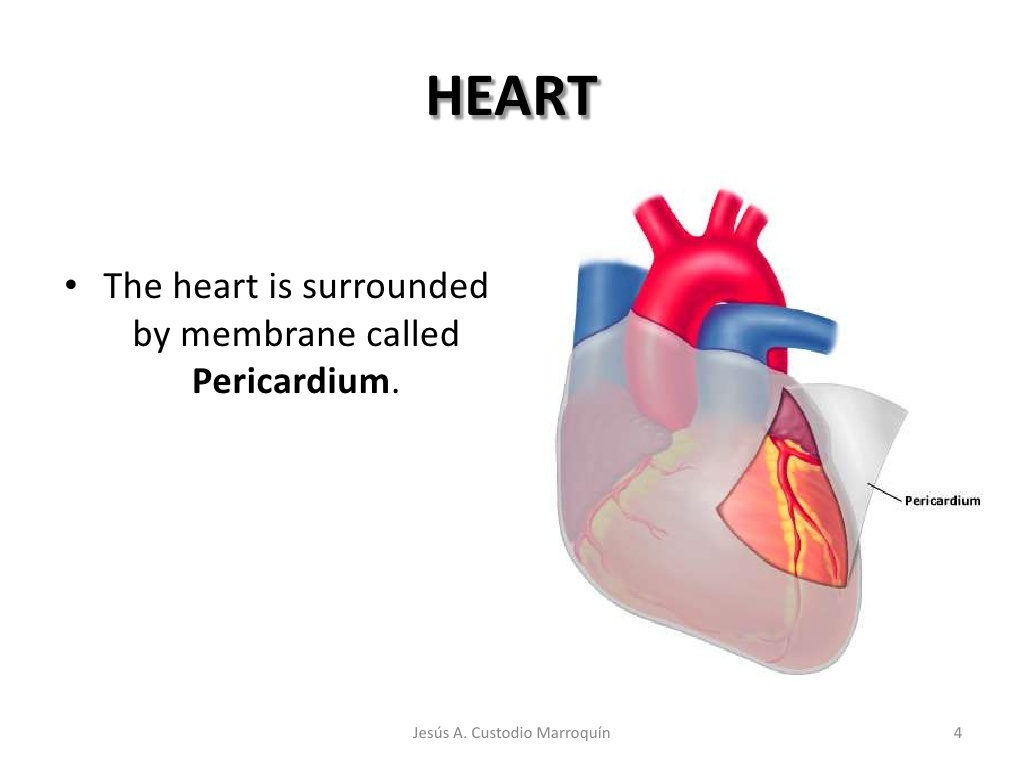 HEART
• The heart is surrounded
by membrane called
Pericardium.
Pericardium
Jesús A. Custodio Marroquín
4